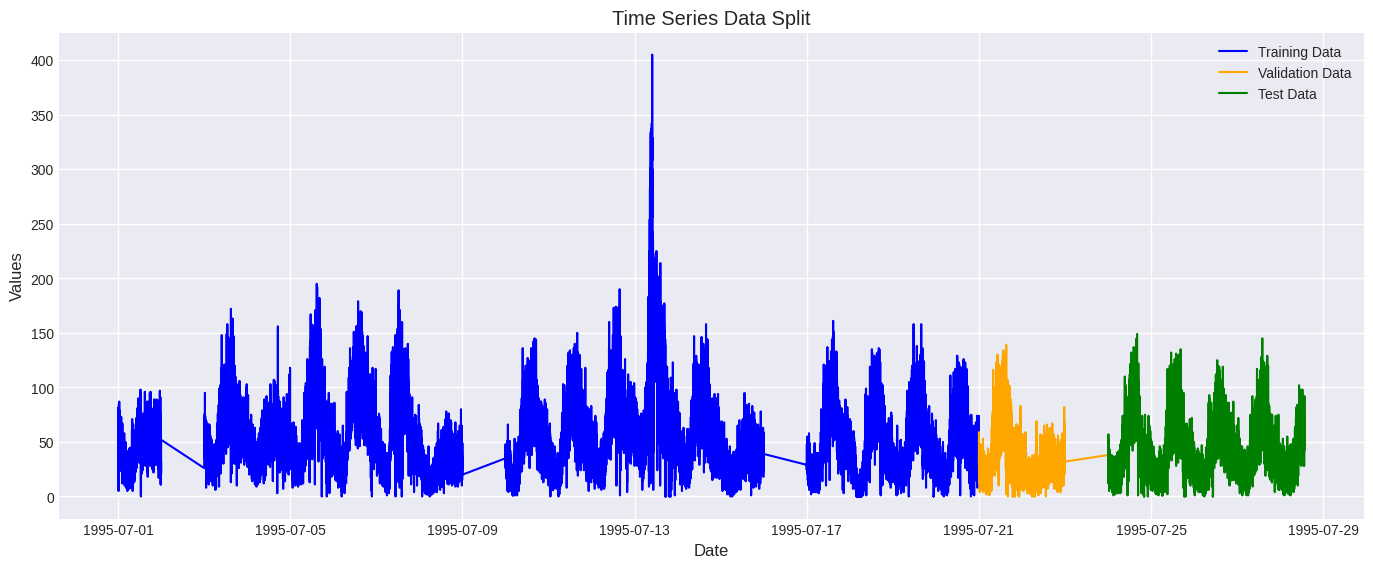 Time Series Data Split
Training Data
Validation Data
Test Data
400
350
300
250
200
150
100
50
0
Values
1995-07-01 1995-07-05 1995-07-09 1995-07-13 1995-07-17 1995-07-21 1995-07-25 1995-07-29
Date